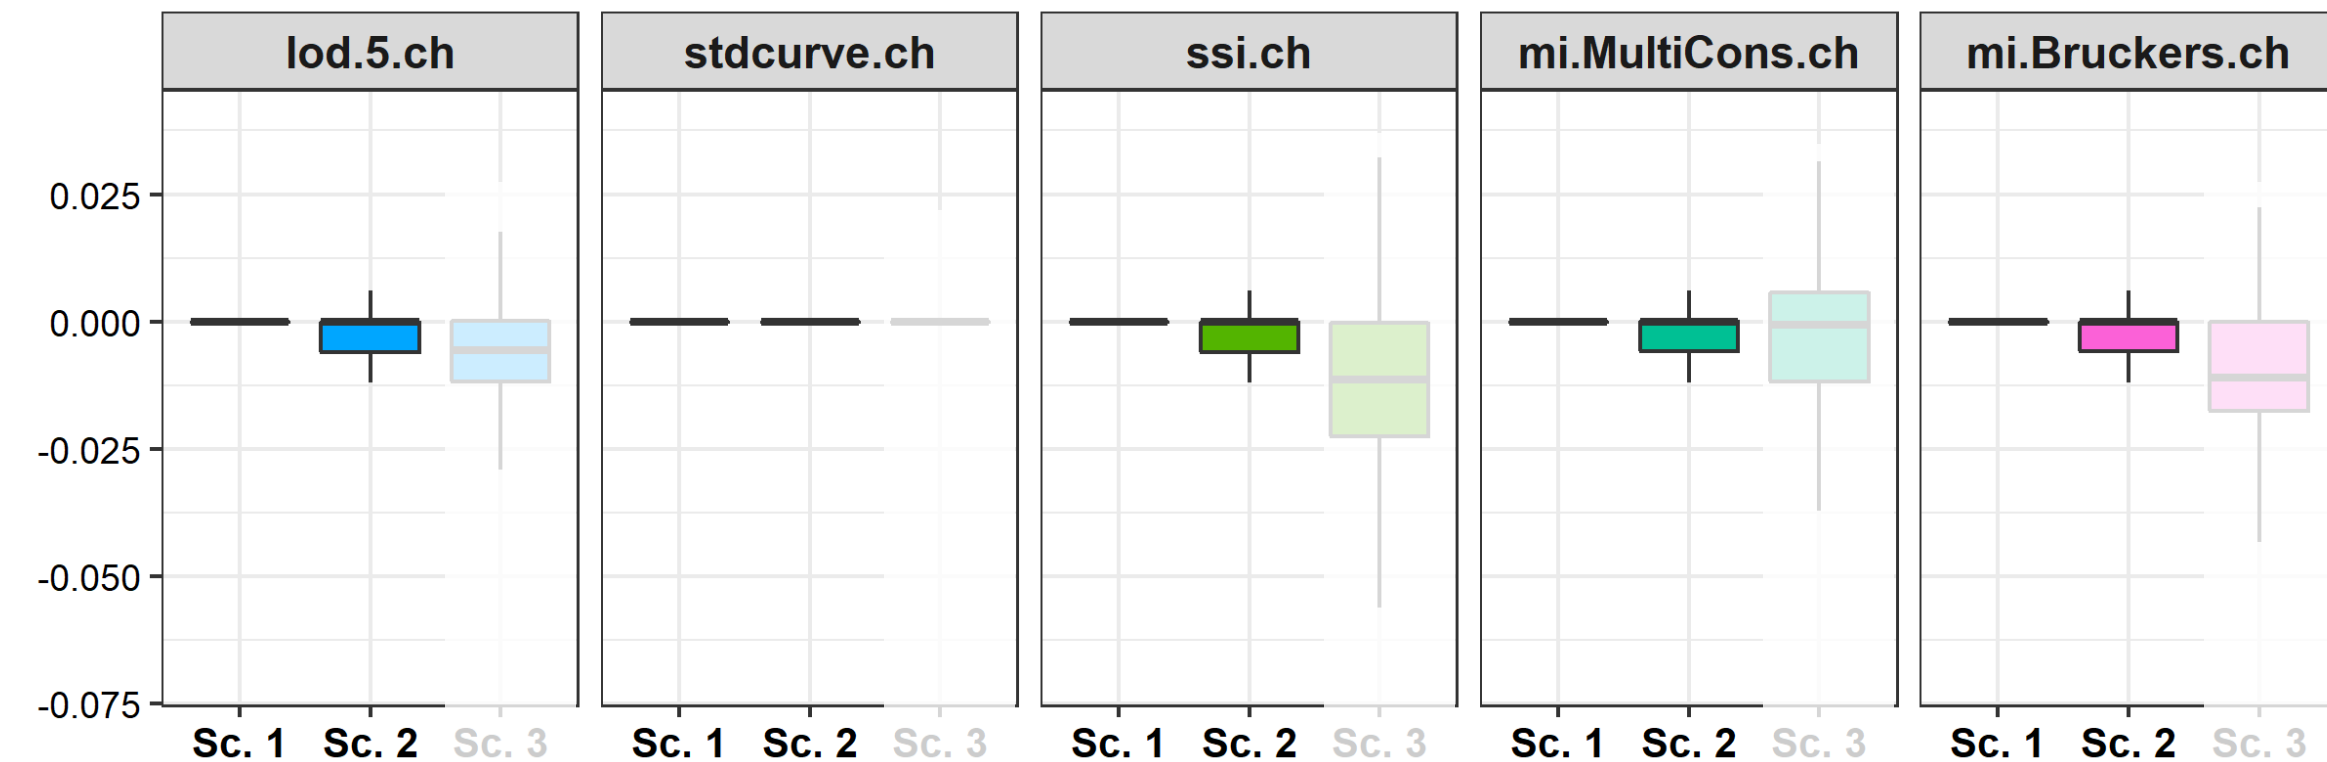 lod.5.ch stdcurve.ch ssi.ch mi.MultiCons.ch mi.Bruckers.ch
0.025
0.000
-0.025
-0.050
-0.075
Sc. 1 Sc. 2 Sc. 3 Sc. 1 Sc. 2 Sc. 3 Sc. 1 Sc. 2 Sc. 3 Sc. 1 Sc. 2 Sc. 3 Sc. 1 Sc. 2 Sc. 3